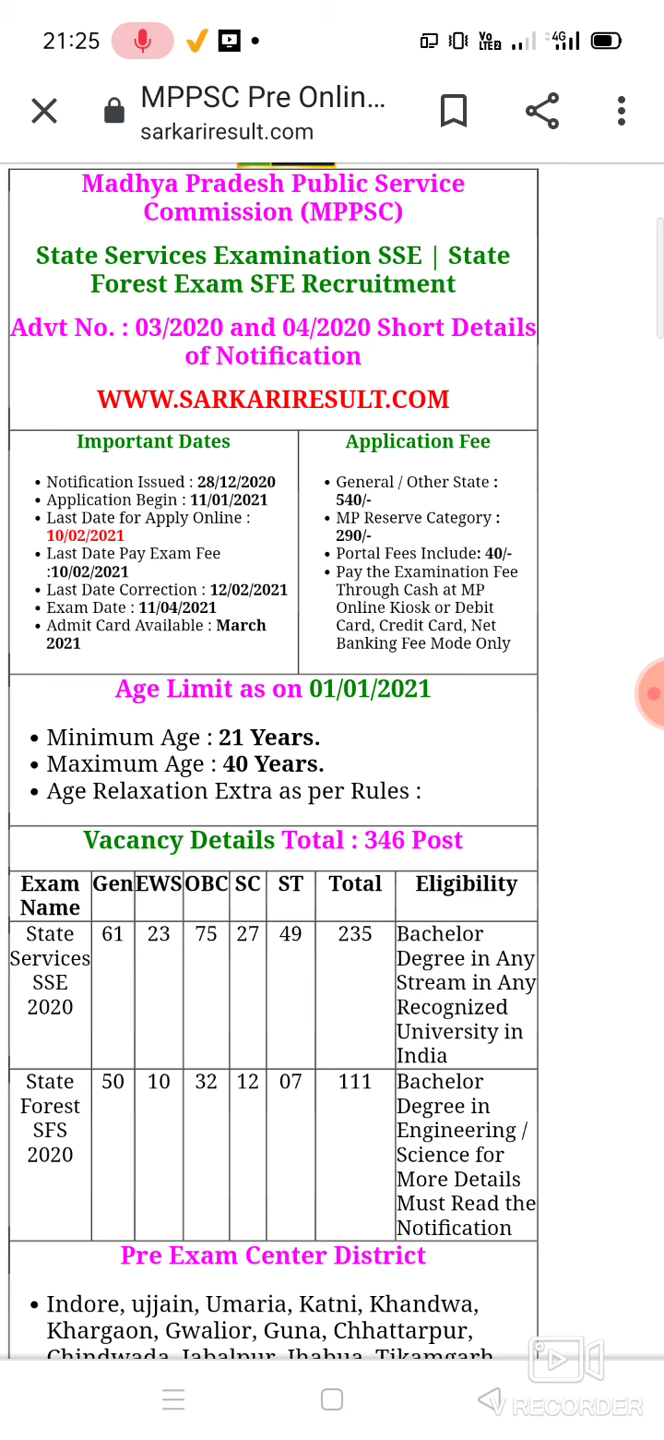 21:25
Vo
LTE2
4G
MPPSC Pre Onlin...
sarkariresult.com
Madhya Pradesh Public Service
Commission (MPPSC)
State Services Examination SSE | State
Forest Exam SFE Recruitment
Advt No. : 03/2020 and 04/2020 Short Details
of Notification
WWW.SARKARIRESULT.COM
Important Dates
• Notification Issued : 28/12/2020
• Application Begin : 11/01/2021
• Last Date for Apply Online :
10/02/2021
• Last Date Pay Exam Fee
:10/02/2021
• Last Date Correction : 12/02/2021
• Exam Date : 11/04/2021
• Admit Card Available : March
2021
Application Fee
• General / Other State :
540/-
• MP Reserve Category :
290/-
• Portal Fees Include: 40/-
• Pay the Examination Fee
Through Cash at MP
Online Kiosk or Debit
Card, Credit Card, Net
Banking Fee Mode Only
Age Limit as on 01/01/2021
• Minimum Age : 21 Years.
• Maximum Age : 40 Years.
• Age Relaxation Extra as per Rules :
Vacancy Details Total : 346 Post
Exam Name Gen EWS OBC SC ST Total Eligibility
State Services SSE 2020 61 23 75 27 49 235
Bachelor
Degree in Any
Stream in Any
Recognized
University in
India
State Forest SFS 2020 50 10 32 12 07 111
Bachelor
Degree in
Engineering /
Science for
More Details
Must Read the
Notification
Pre Exam Center District
• Indore, ujjain, Umaria, Katni, Khandwa,
Khargaon, Gwalior, Guna, Chhattarpur,
Chindwada, Jabalpur, Jhabua, Tikamgarh,
V RECORDER